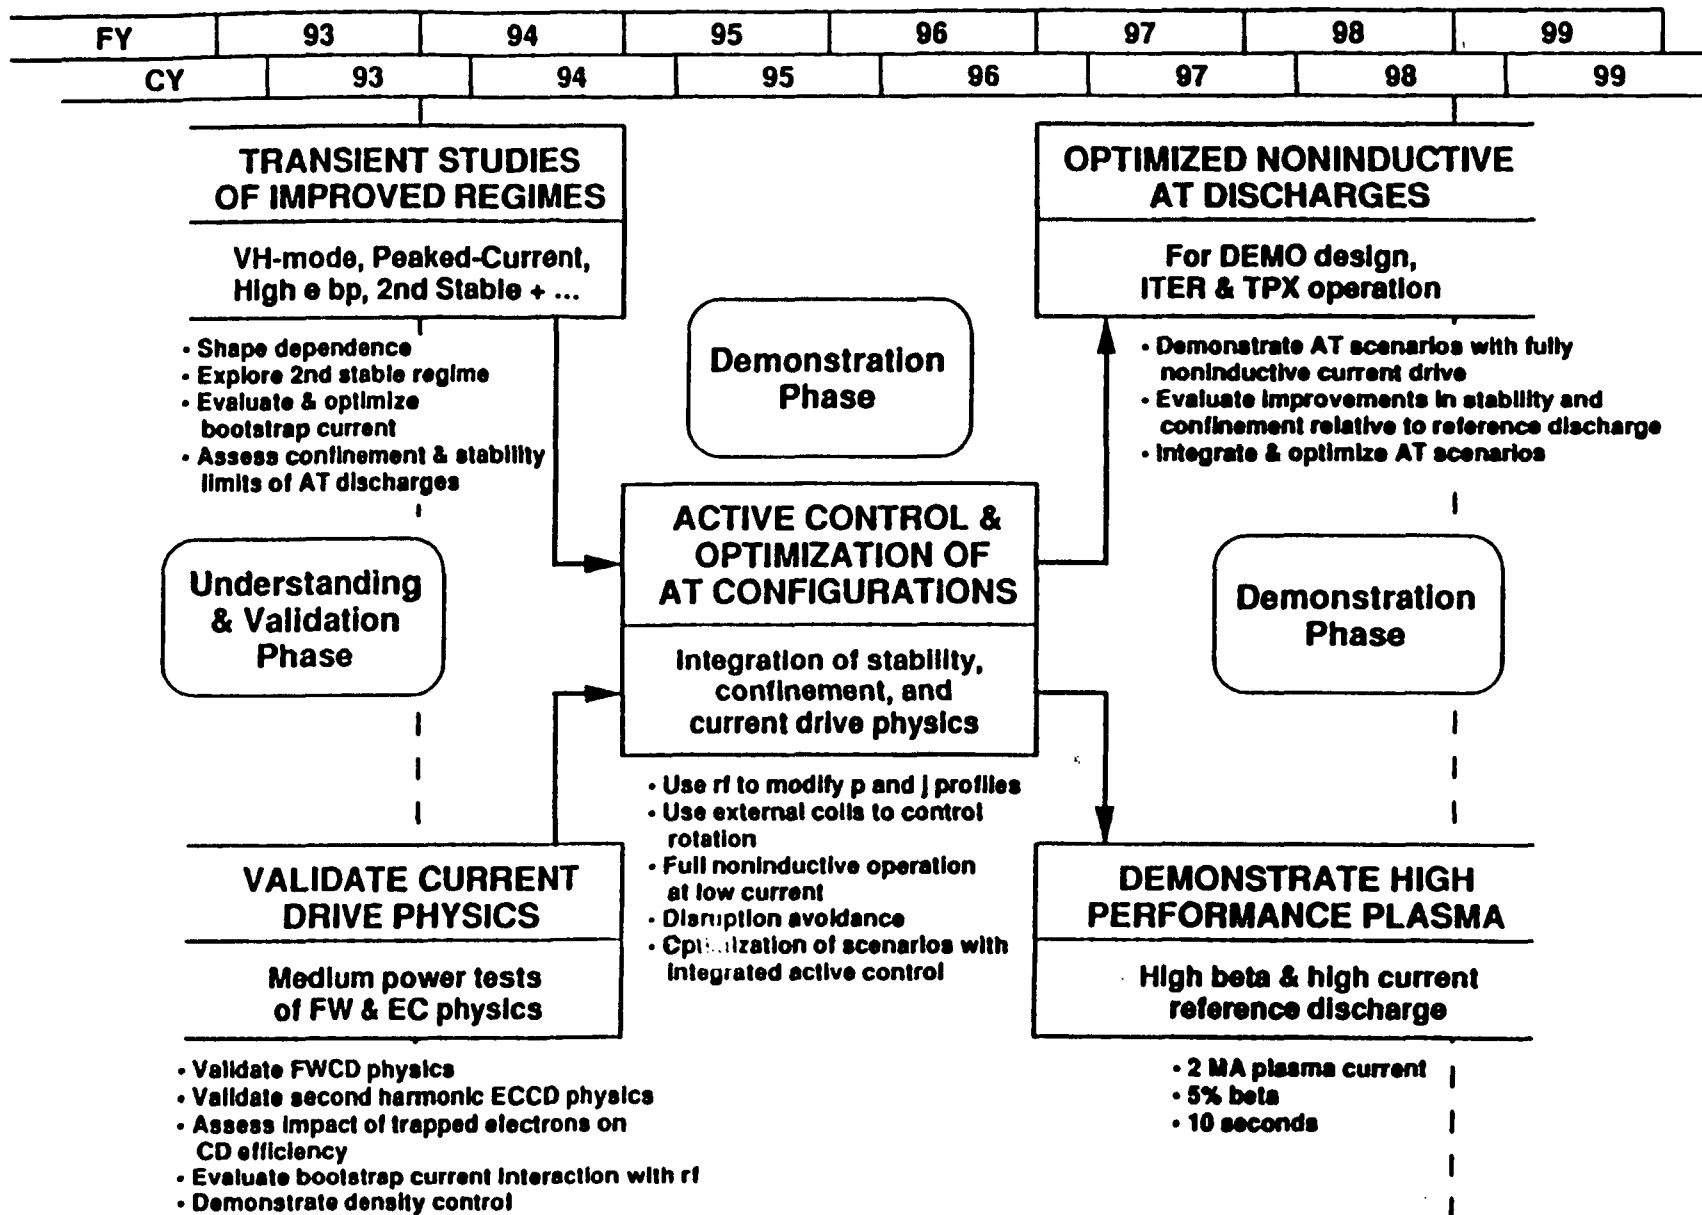 FY 93 94 95 96 97 98 99
CY 93 94 95 96 97 98 99
TRANSIENT STUDIES
OF IMPROVED REGIMES
VH-mode, Peaked-Current,
High e bp, 2nd Stable + ...
• Shape dependence
• Explore 2nd stable regime
• Evaluate & optimize
bootstrap current
• Assess confinement & stability
limits of AT discharges
Understanding
& Validation
Phase
VALIDATE CURRENT
DRIVE PHYSICS
Medium power tests
of FW & EC physics
• Validate FWCD physics
• Validate second harmonic ECCD physics
• Assess impact of trapped electrons on
CD efficiency
• Evaluate bootstrap current interaction with rf
• Demonstrate density control
Demonstration
Phase
ACTIVE CONTROL &
OPTIMIZATION OF
AT CONFIGURATIONS
Integration of stability,
confinement, and
current drive physics
• Use rf to modify p and j profiles
• Use external coils to control
rotation
• Full noninductive operation
at low current
• Disruption avoidance
• of scenarios with
integrated active control
OPTIMIZED NONINDUCTIVE
AT DISCHARGES
For DEMO design,
ITER & TPX operation
• Demonstrate AT scenarios with fully
noninductive current drive
• Evaluate improvements in stability and
confinement relative to reference discharge
• Integrate & optimize AT scenarios
Demonstration
Phase
DEMONSTRATE HIGH
PERFORMANCE PLASMA
High beta & high current
reference discharge
• 2 MA plasma current
• 5% beta
• 10 seconds